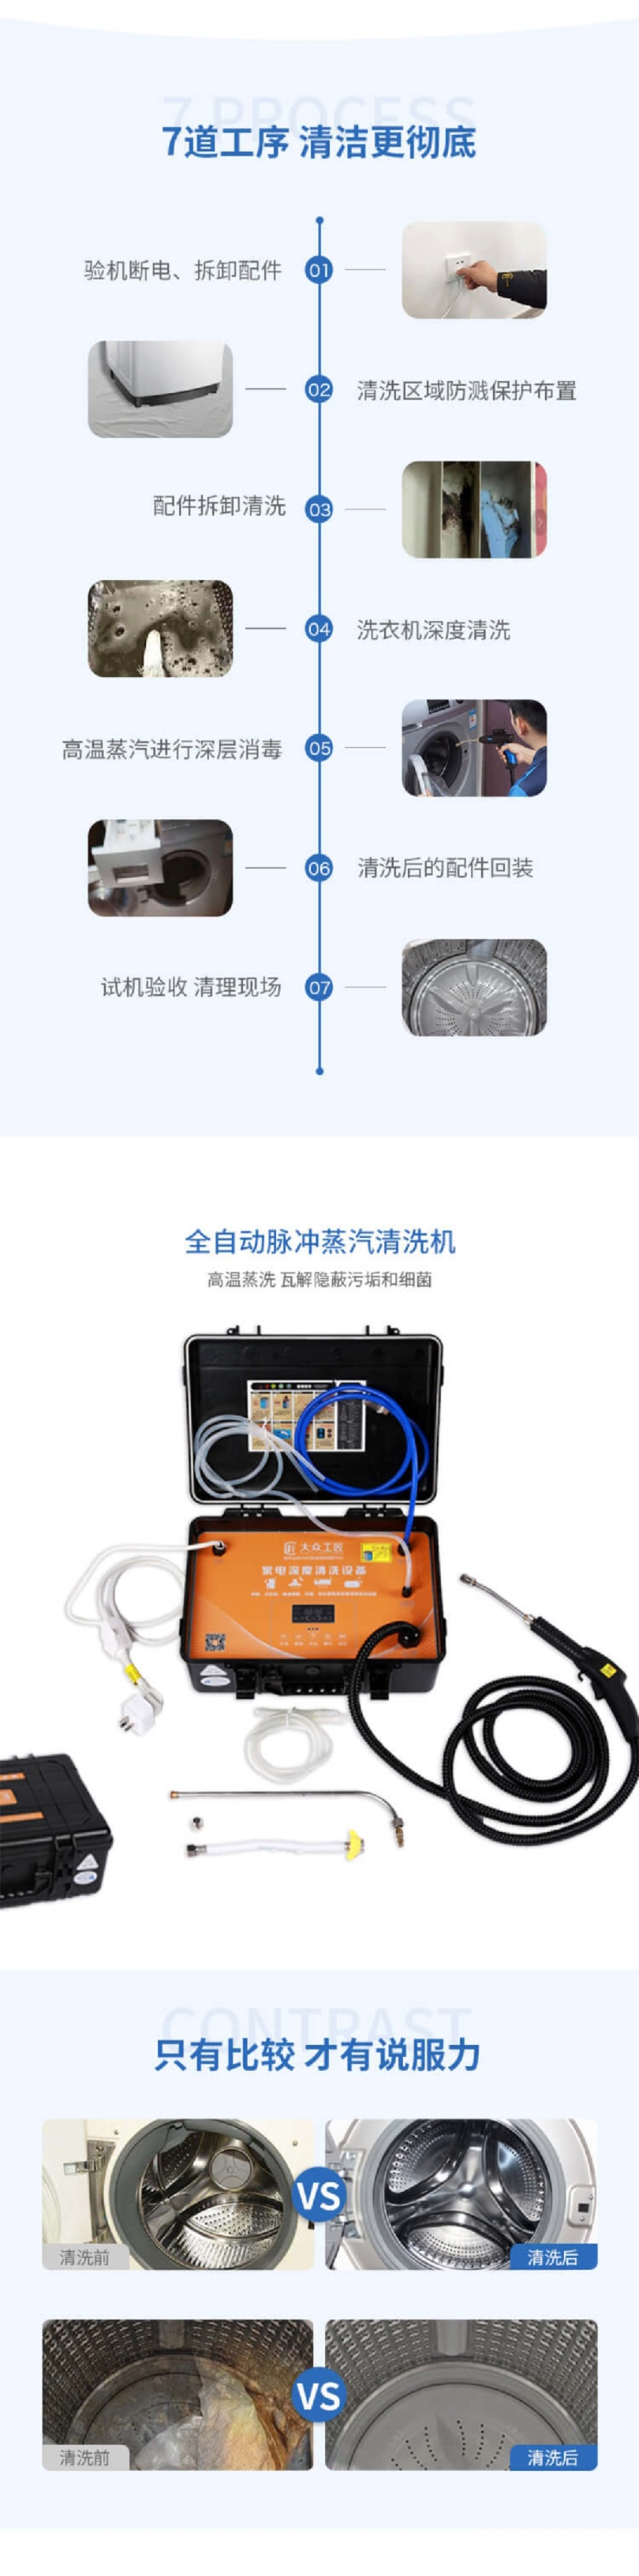 7 PROCESS
7道工序 清洁更彻底
验机断电、拆卸配件
01
02
清洗区域防溅保护布置
配件拆卸清洗
03
04
洗衣机深度清洗
高温蒸汽进行深层消毒
05
06
清洗后的配件回装
试机验收 清理现场
07
全自动脉冲蒸汽清洗机
高温蒸洗 瓦解隐蔽污垢和细菌
大众工匠
家电深度清洗设备
CONTRAST
只有比较 才有说服力
VS
清洗前
清洗后
VS
清洗前
清洗后